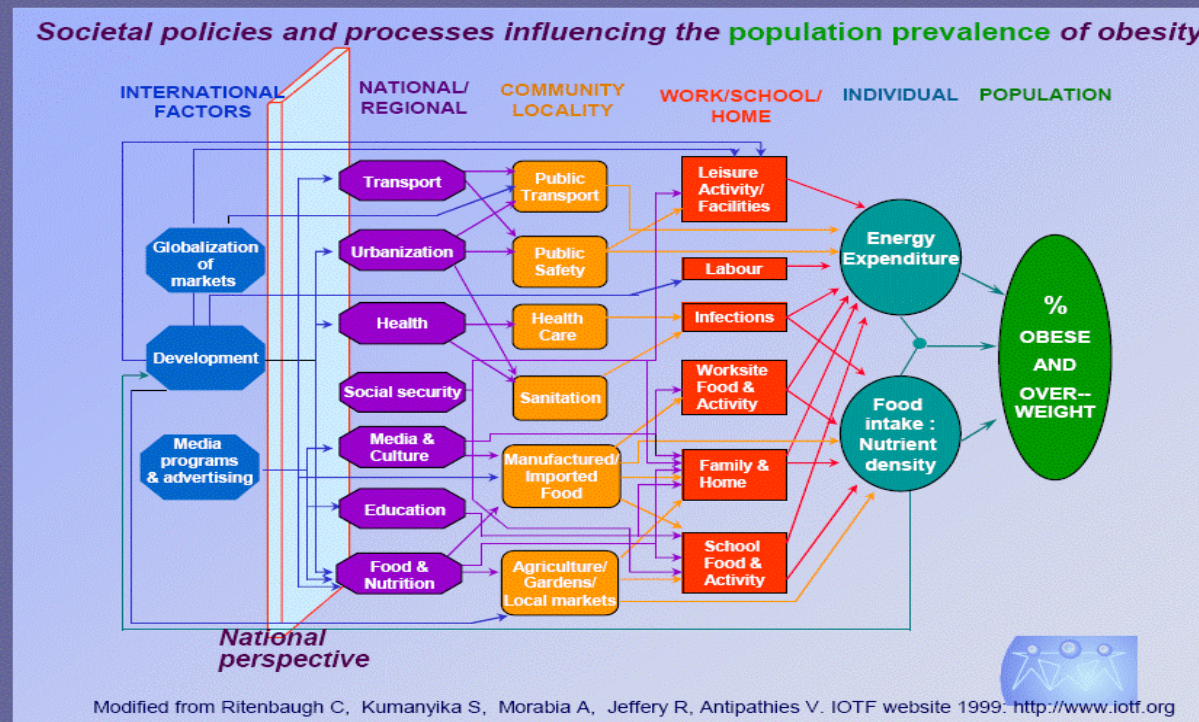 Societal policies and processes influencing the population prevalence of obesity
INTERNATIONAL
FACTORS
NATIONAL/
REGIONAL
COMMUNITY
LOCALITY
WORK/SCHOOL/
HOME
INDIVIDUAL
POPULATION
Globalization
of
markets
Development
Media
programs
& advertising
Transport
Urbanization
Health
Social security
Media &
Culture
Education
Food &
Nutrition
Public
Transport
Public
Safety
Health
Care
Sanitation
Manufactured/
Imported
Food
Agriculture/
Gardens/
Local markets
Leisure
Activity/
Facilities
Labour
Infections
Worksite
Food &
Activity
Family &
Home
School
Food &
Activity
Energy
Expenditure
Food
intake :
Nutrient
density
%
OBESE
AND
OVER--
WEIGHT
National
perspective
Modified from Ritenbaugh C, Kumanyika S, Morabia A, Jeffery R, Antipathies V. IOTF website 1999: http://www.iotf.org